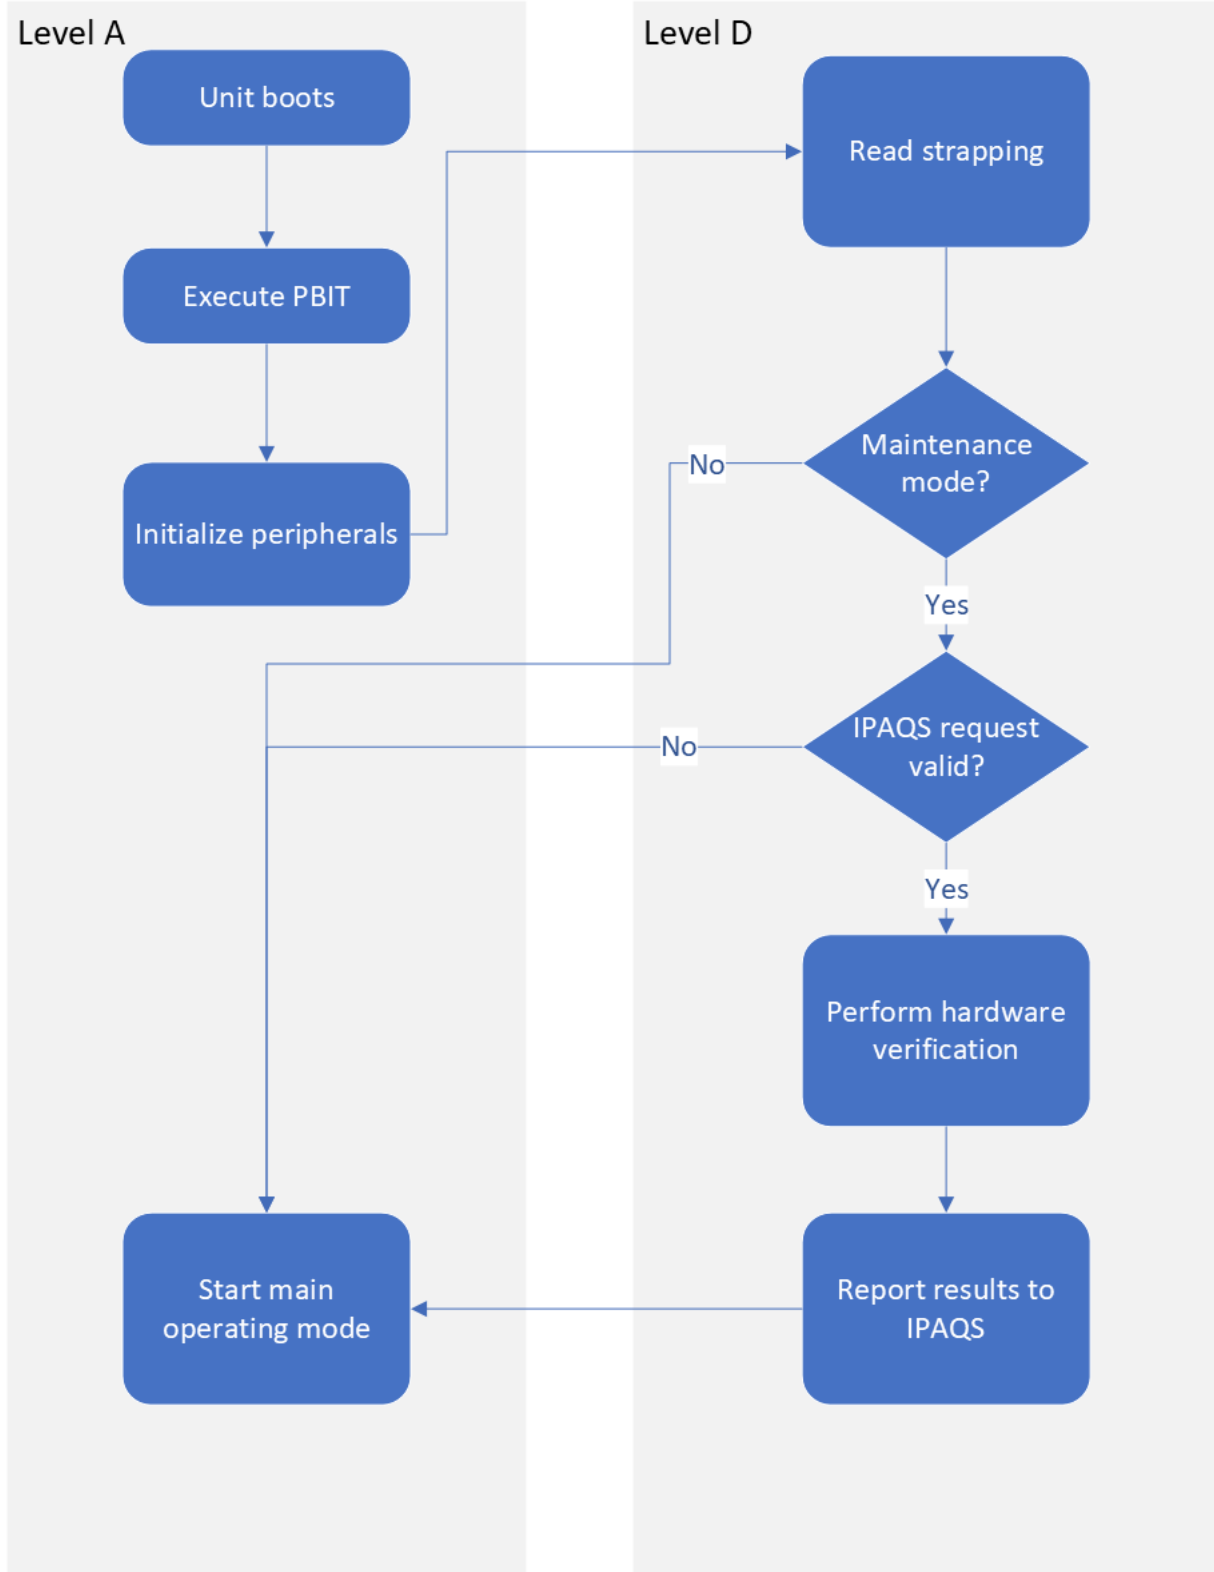 Level A
Unit boots
Execute PBIT
Initialize peripherals
Level D
Read strapping
Maintenance
mode?
No
Yes
IPAQS request
valid?
No
Yes
Perform hardware
verification
Report results to
IPAQS
Start main
operating mode